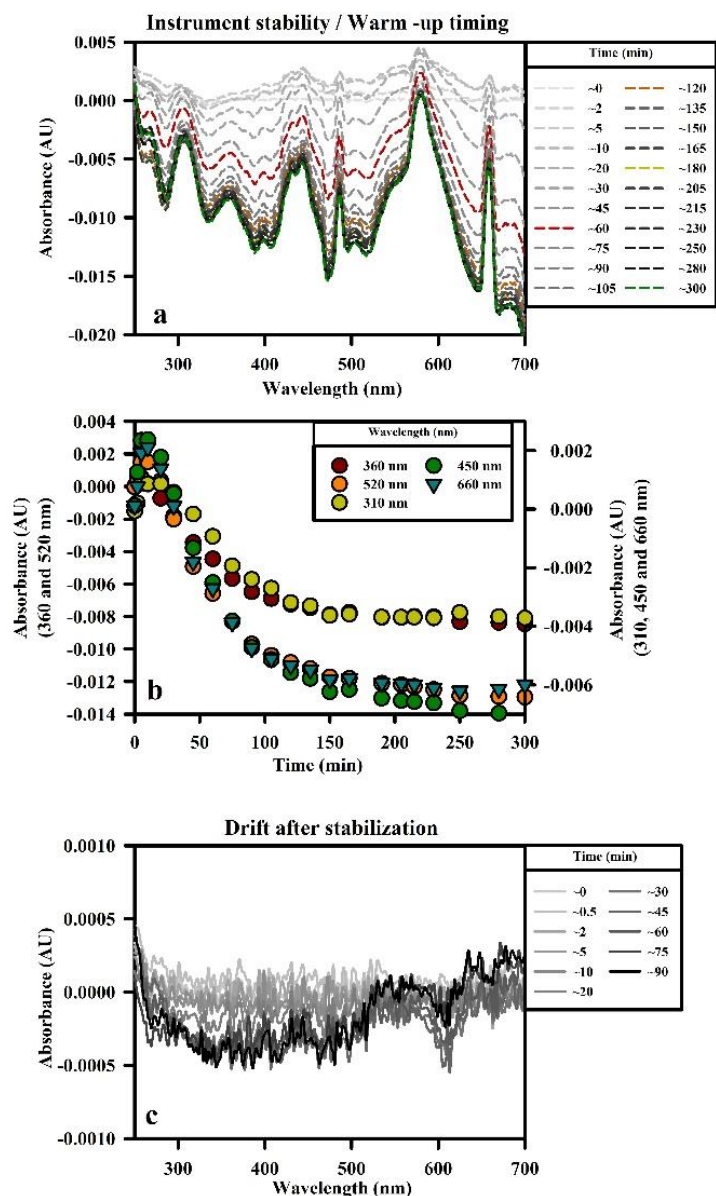 Instrument stability / Warm -up timing
0.005
0.000
-0.005
-0.010
-0.015
-0.020
Absorbance (AU)
a
300 400 500 600 700
Wavelength (nm)
Time (min)
~0 ~120
~2 ~135
~5 ~150
~10 ~165
~20 ~180
~30 ~205
~45 ~215
~60 ~230
~75 ~250
~90 ~280
~105 ~300
0.004
0.002
0.000
-0.002
-0.004
-0.006
-0.008
-0.010
-0.012
-0.014
Absorbance (AU)
(360 and 520 nm)
Wavelength (nm)
360 nm 450 nm
520 nm 660 nm
310 nm
b
0.002
0.000
-0.002
-0.004
-0.006
Absorbance (AU)
(310, 450 and 660 nm)
0 50 100 150 200 250 300
Time (min)
Drift after stabilization
0.0010
0.0005
0.0000
-0.0005
-0.0010
Absorbance (AU)
c
300 400 500 600 700
Wavelength (nm)
Time (min)
~0 ~30
~0.5 ~45
~2 ~60
~5 ~75
~10 ~90
~20